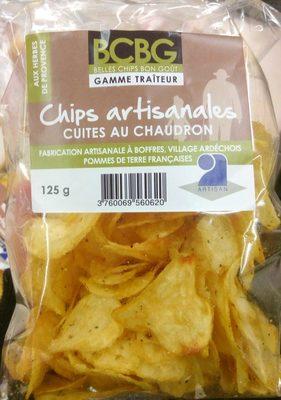 AUX HERBES
DE PROVENCE
BCBG
BELLES CHIPS BON GOÛT
GAMME TRAÎTEUR
Chips artisanales
CUITES AU CHAUDRON
FABRICATION ARTISANALE À BOFFRES, VILLAGE ARDÉCHOIS
POMMES DE TERRE FRANÇAISES
125 g
3 760069 560620
ARTISAN